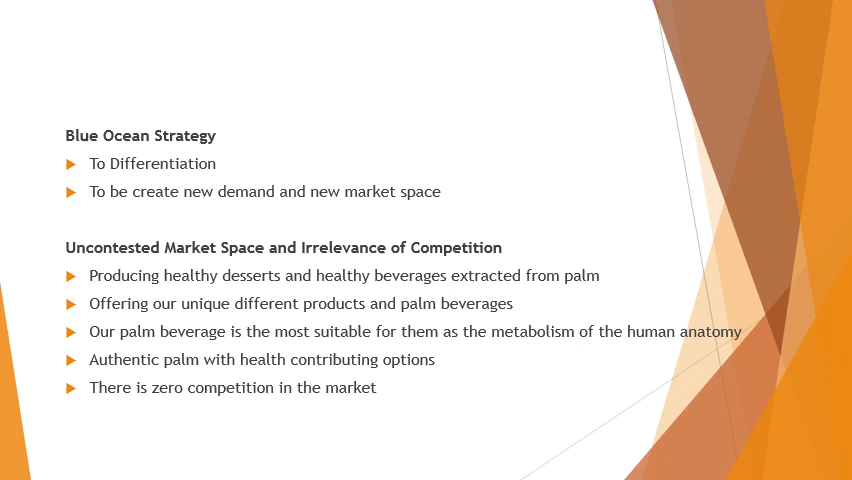 Blue Ocean Strategy
To Differentiation
To be create new demand and new market space
Uncontested Market Space and Irrelevance of Competition
Producing healthy desserts and healthy beverages extracted from palm
Offering our unique different products and palm beverages
Our palm beverage is the most suitable for them as the metabolism of the human anatomy
Authentic palm with health contributing options
There is zero competition in the market